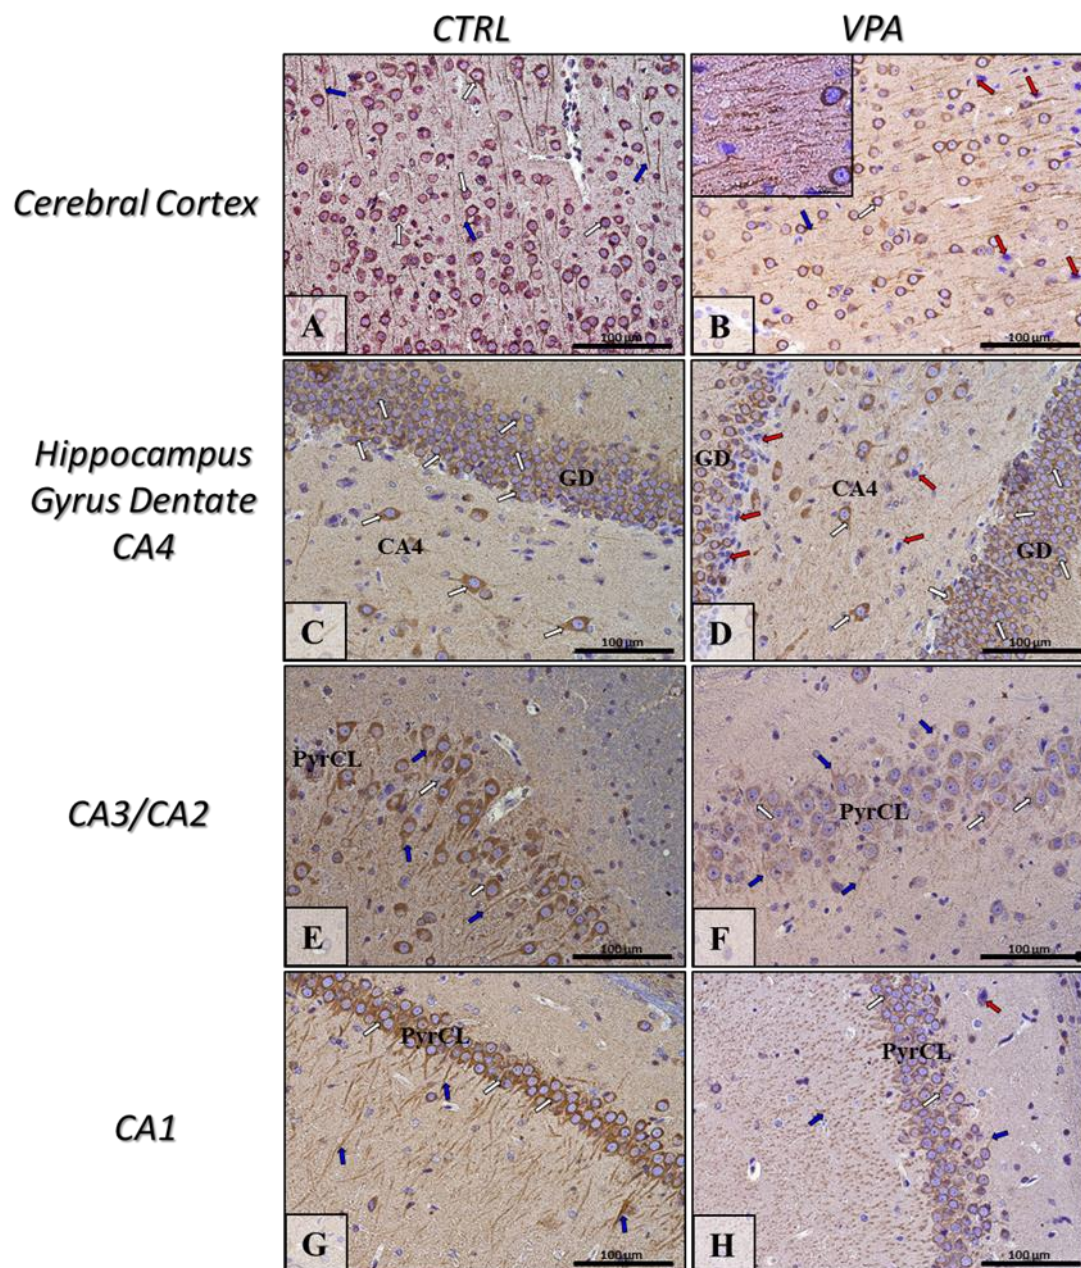 CTRL
VPA
Cerebral Cortex
A
100 µm
B
100 µm
Hippocampus
Gyrus Dentate
CA4
GD
CA4
C
100 µm
GD
CA4
GD
D
100 µm
CA3/CA2
PyrCL
E
100 µm
PyrCL
F
100 µm
CA1
PyrCL
G
100 µm
PyrCL
H
100 µm